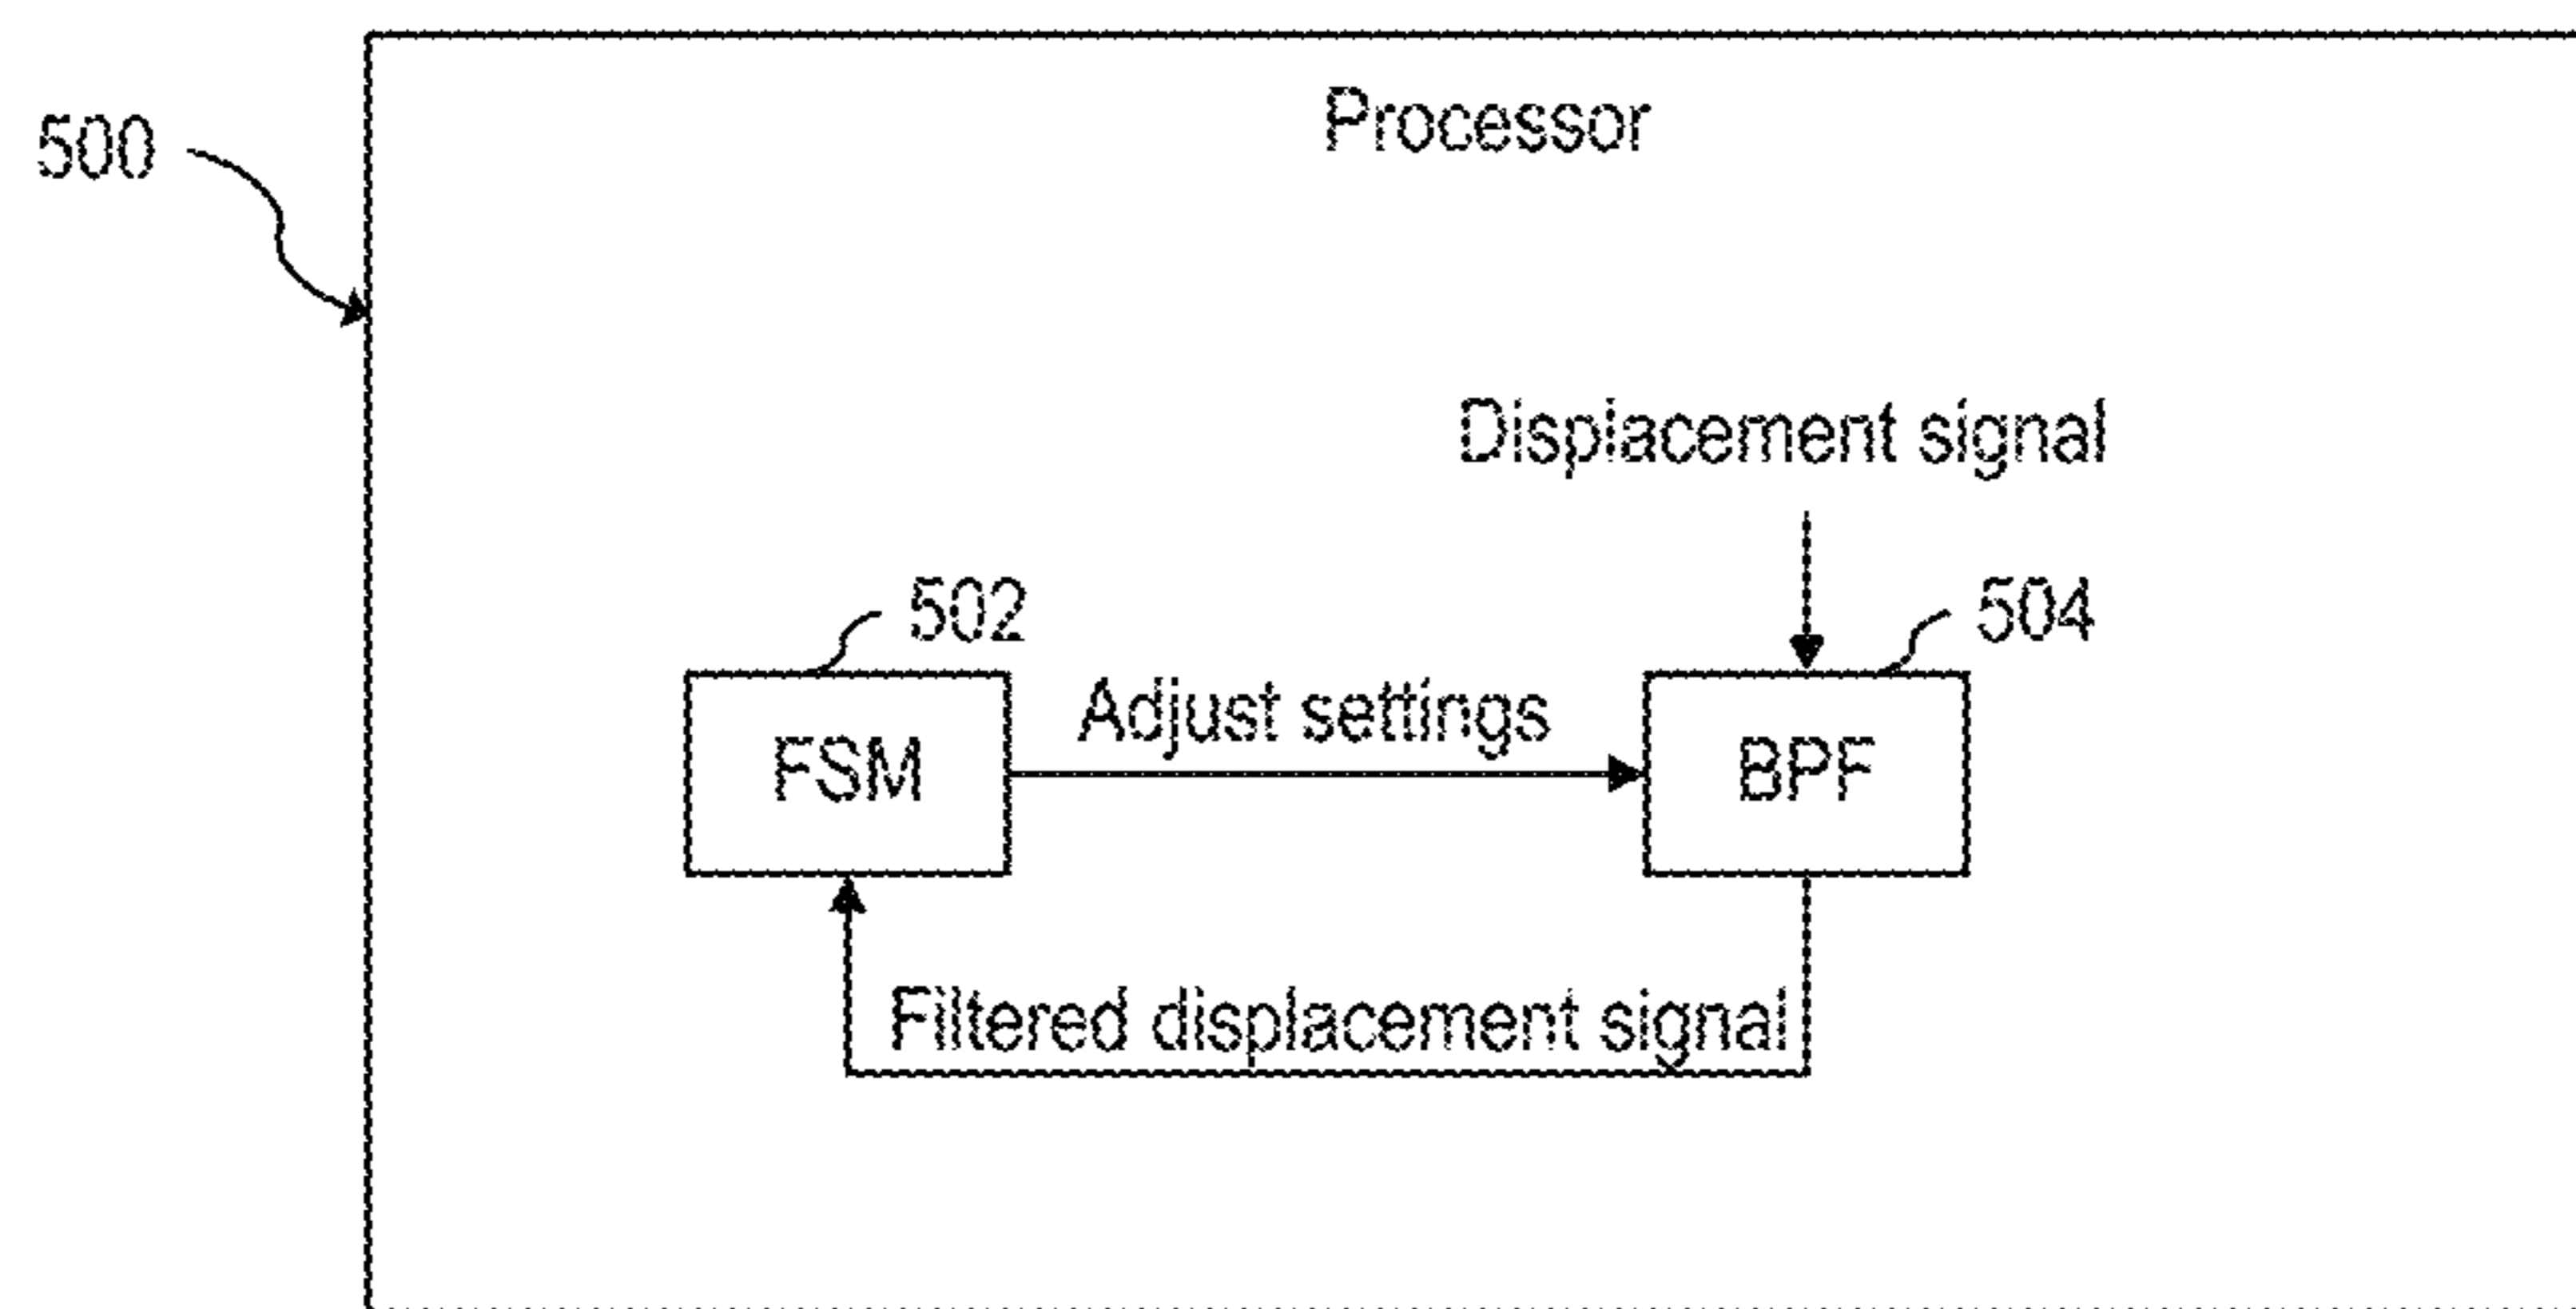 Processor
500
Displacement signal
502
504
FSM
Adjust settings
BPF
Filtered displacement signal